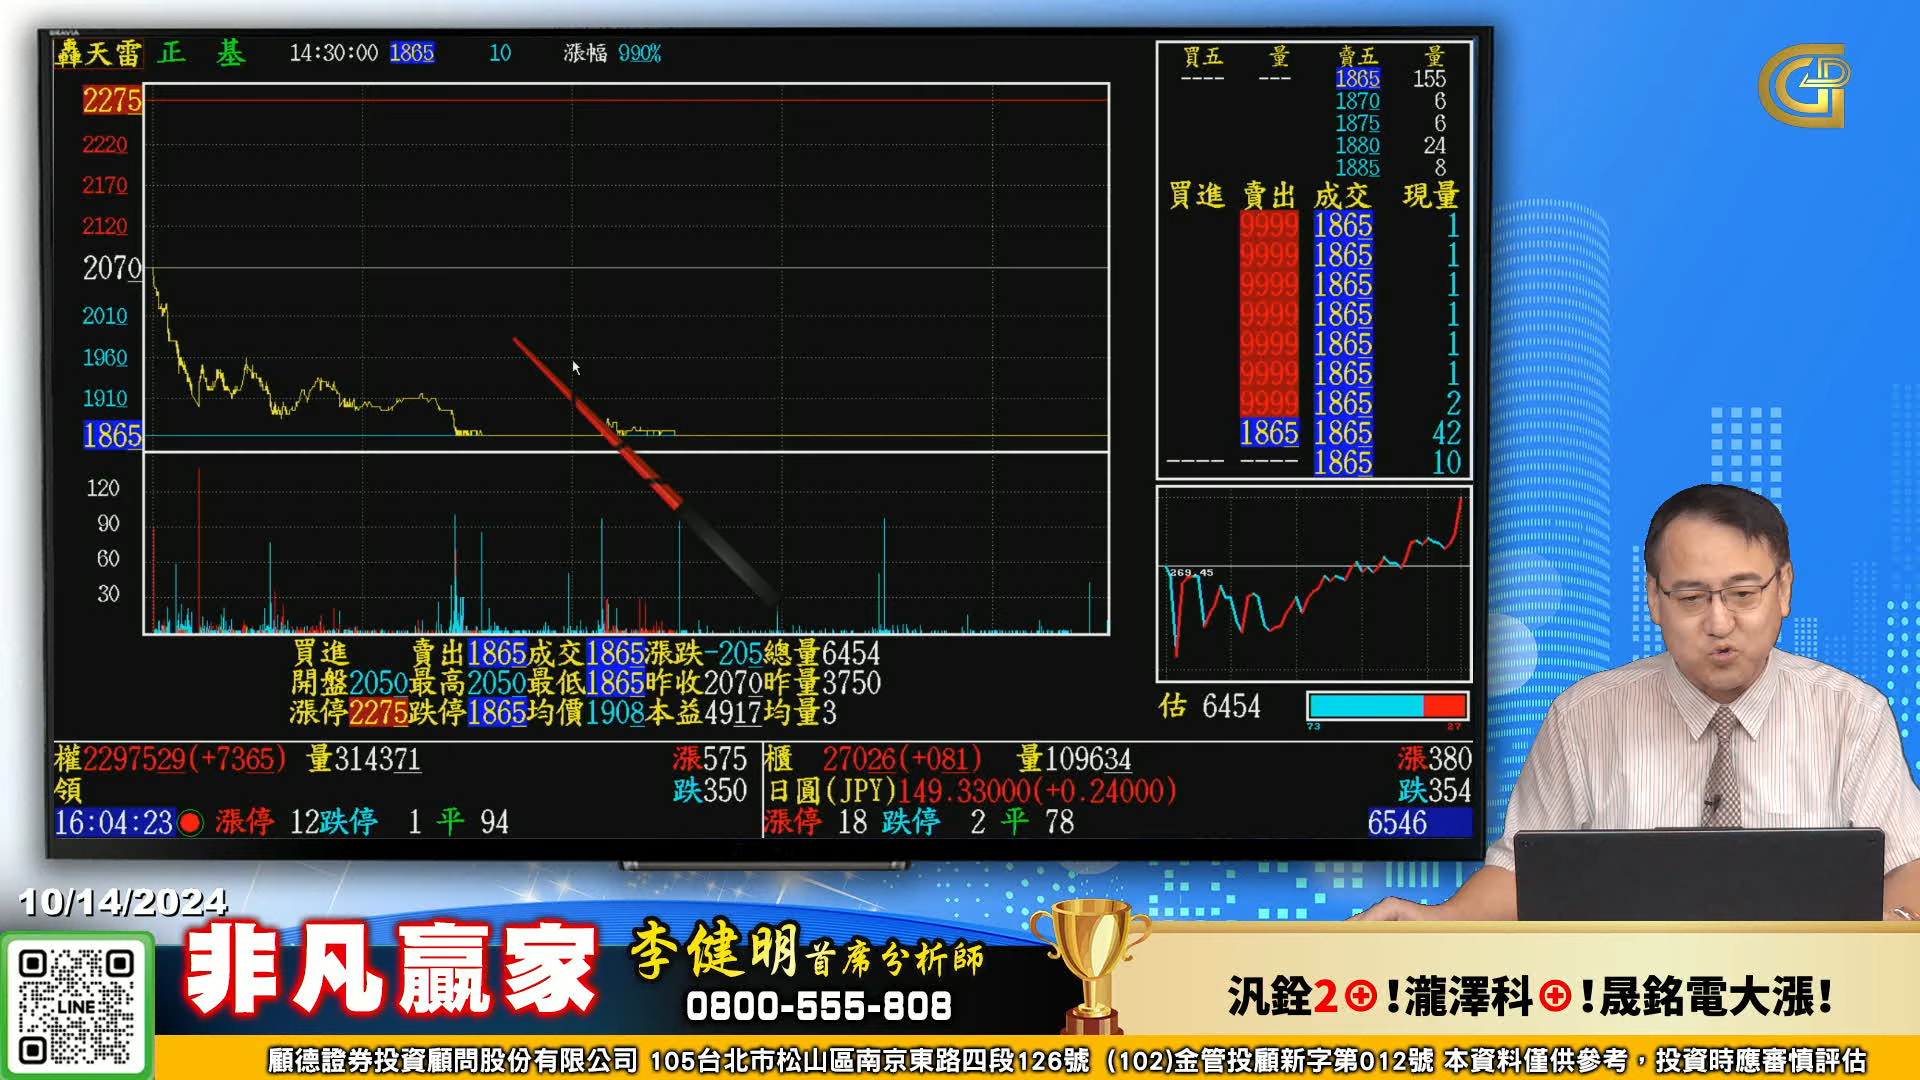 轟天雷 正 基 14:30:00 1865 10 漲幅 990%
2275
2220
2170
2120
2070
2010
1960
1910
1865
120
90
60
30
買五 量 賣五 量
---- --- 1865 155
1870 6
1875 6
1880 24
1885 8
買進 賣出 成交 現量
9999 1865 1
9999 1865 1
9999 1865 1
9999 1865 1
9999 1865 1
9999 1865 1
9999 1865 2
1865 1865 42
---- ---- 1865 10
269.45
估 6454
73 27
買進 賣出1865成交1865漲跌-205總量6454
開盤2050最高2050最低1865昨收2070昨量3750
漲停2275跌停1865均價1908本益4917均量3
權2297529(+7365) 量314371 漲575
領 跌350
16:04:23 漲停 12跌停 1 平 94
櫃 27026(+081) 量109634 漲380
日圓(JPY)149.33000(+0.24000) 跌354
漲停 18 跌停 2 平 78 6546
10/14/2024
LINE
非凡贏家
李健明首席分析師
0800-555-808
汎銓2⊕!瀧澤科⊕!晟銘電大漲!
顧德證券投資顧問股份有限公司 105台北市松山區南京東路四段126號 (102)金管投顧新字第012號 本資料僅供參考，投資時應審慎評估